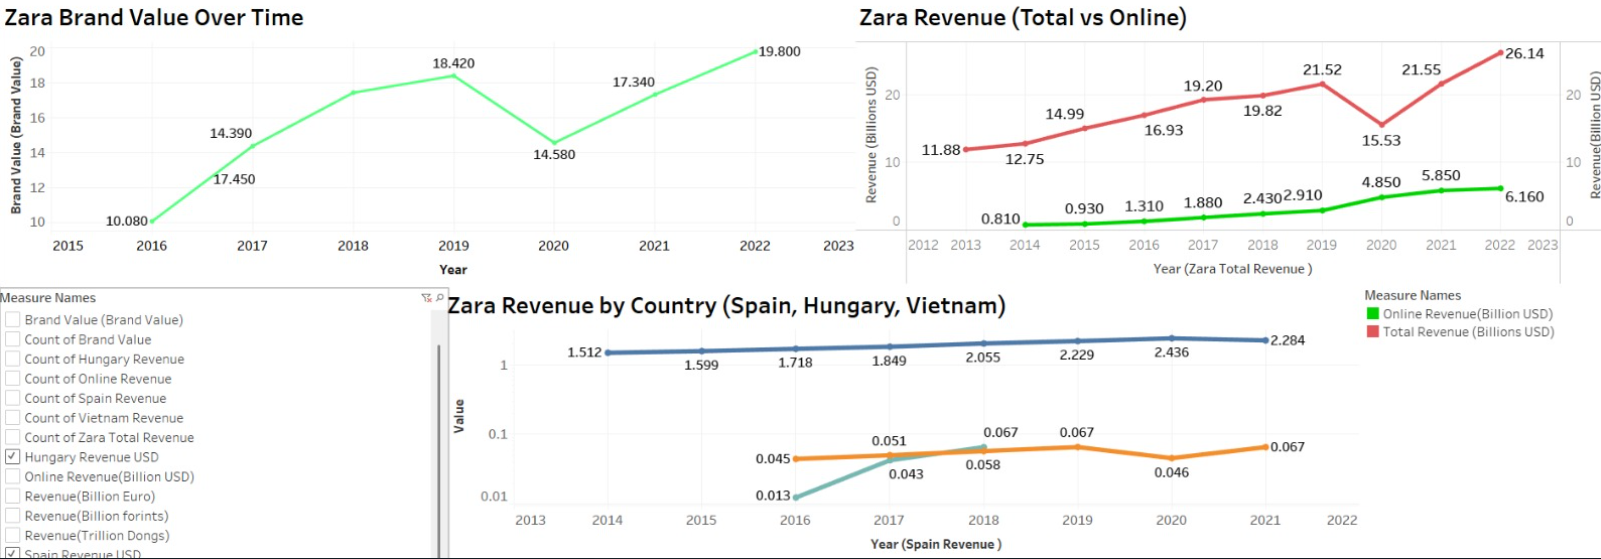 Zara Brand Value Over Time
Brand Value (Brand Value)
20
18
16
14
12
10
10.080
14.390
17.450
18.420
14.580
17.340
19.800
2015 2016 2017 2018 2019 2020 2021 2022 2023
Year
Zara Revenue (Total vs Online)
Revenue (Billions USD)
20
10
0
11.88
12.75
14.99
16.93
19.20
19.82
21.52
15.53
21.55
26.14
0.810
0.930
1.310
1.880
2.430
2.910
4.850
5.850
6.160
20
10
0
Revenue(Billions USD)
2012 2013 2014 2015 2016 2017 2018 2019 2020 2021 2022 2023
Year (Zara Total Revenue )
Measure Names
Brand Value (Brand Value)
Count of Brand Value
Count of Hungary Revenue
Count of Online Revenue
Count of Spain Revenue
Count of Vietnam Revenue
Count of Zara Total Revenue
Hungary Revenue USD
Online Revenue(Billion USD)
Revenue(Billion Euro)
Revenue(Billion forints)
Revenue(Trillion Dongs)
Spain Revenue USD
Zara Revenue by Country (Spain, Hungary, Vietnam)
Value
1
0.1
0.01
1.512
1.599
1.718
1.849
2.055
2.229
2.436
2.284
0.045
0.051
0.058
0.067
0.046
0.067
0.013
0.043
0.067
2013 2014 2015 2016 2017 2018 2019 2020 2021 2022
Year (Spain Revenue )
Measure Names
Online Revenue(Billion USD)
Total Revenue (Billions USD)